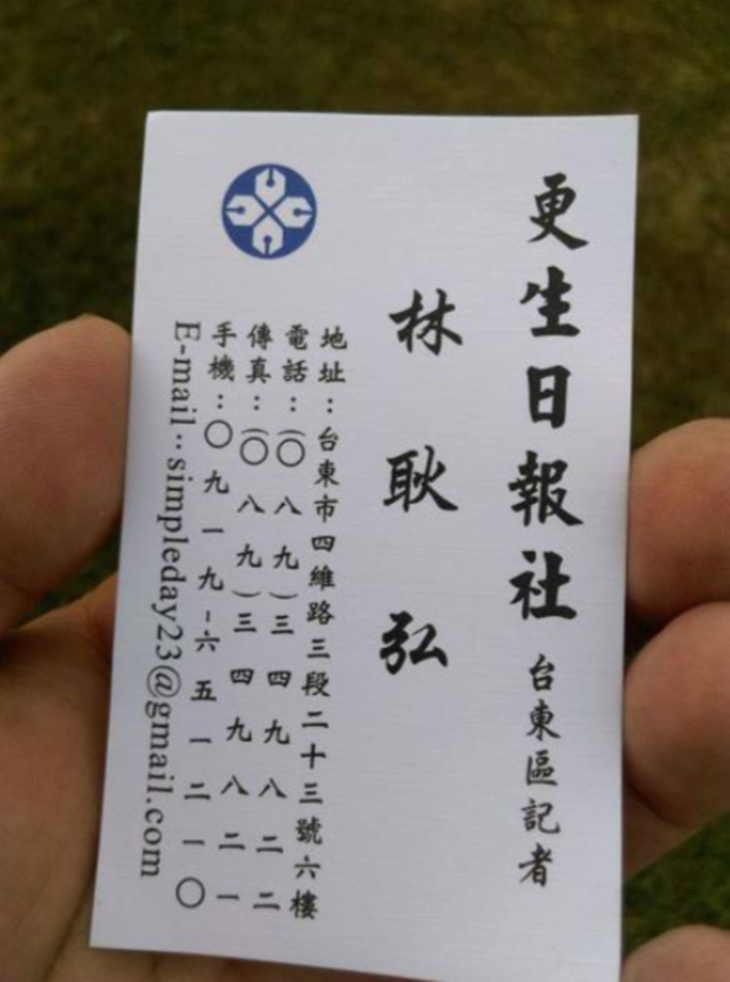 更生日報社 台東區記者
林耿弘
地址:台東市四維路三段二十三號六樓
電話:(〇八九)三四九八二二
傳真:(〇八九)三四九八二一
手機:〇九一九-六五一二一〇
E-mail:simpleday23@gmail.com